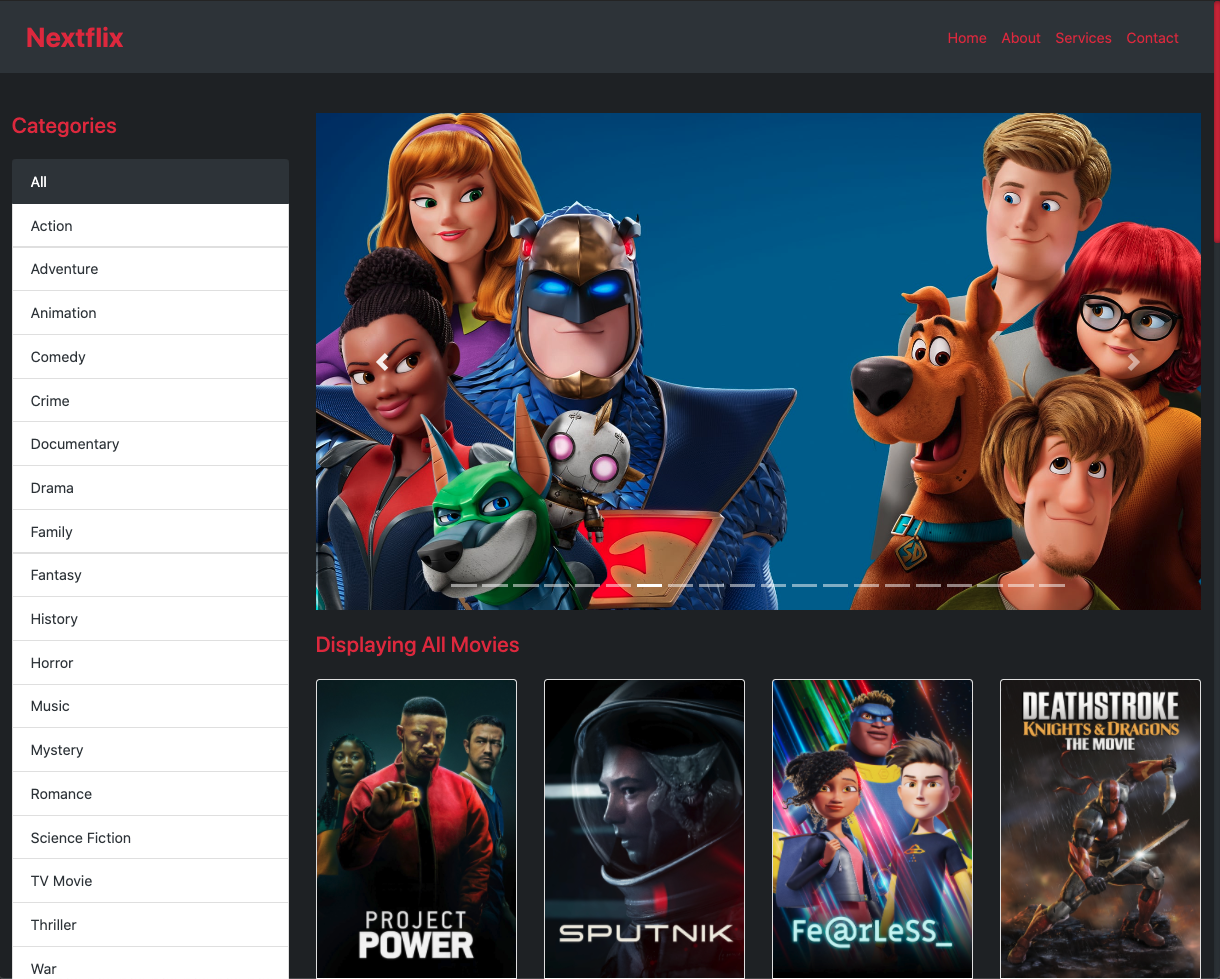 Nextflix
Home About Services Contact
Categories
All
Action
Adventure
Animation
Comedy
Crime
Documentary
Drama
Family
Fantasy
History
Horror
Music
Mystery
Romance
Science Fiction
TV Movie
Thriller
War
SD
Displaying All Movies
PROJECT
POWER
SPUTNIK
Fe@rLeSS_
DEATHSTROKE
KNIGHTS & DRAGONS
THE MOVIE